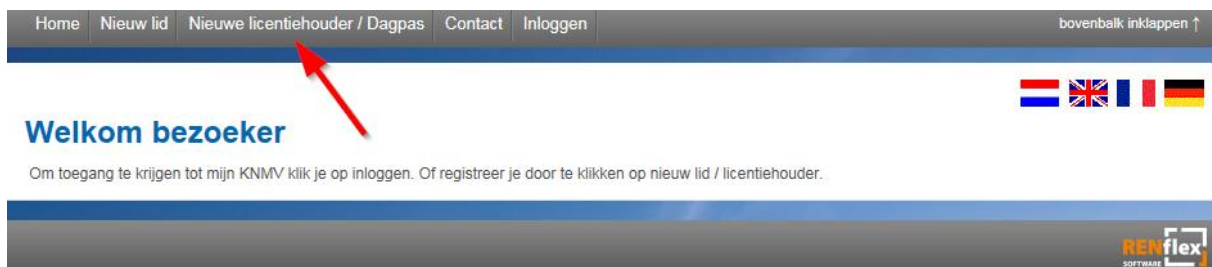 Home Nieuw lid Nieuwe licentiehouder / Dagpas Contact Inloggen bovenbalk inklappen ↑
Welkom bezoeker
Om toegang te krijgen tot mijn KNMV klik je op inloggen. Of registreer je door te klikken op nieuw lid / licentiehouder.
RENflex
SOFTWARE